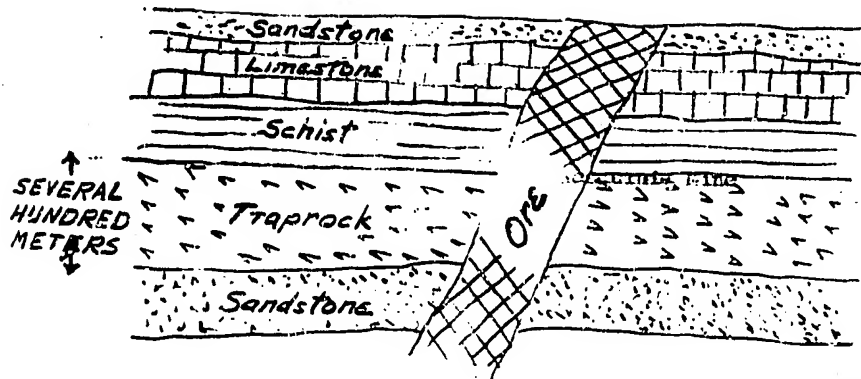 Sandstone
Limestone
Schist
SEVERAL
HUNDRED
METERS
Traprock
Ore
Sandstone